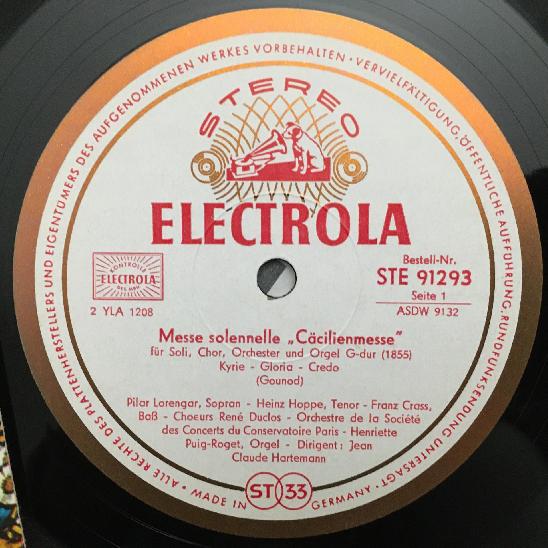 ALLE RECHTE DES PLATTENHERSTELLERS UND EIGENTÜMERS DES AUFGENOMMENEN WERKES VORBEHALTEN · VERVIELFÄLTIGUNG, ÖFFENTLICHE AUFFÜHRUNG, RUNDFUNKSENDUNG UNTERSAGT ·
STEREO
ELECTROLA
KONTROLLE
ELECTROLA
Bestell-Nr.
STE 91293
Seite 1
2 YLA 1208
ASDW 9132
Messe solennelle „Cäcilienmesse"
für Soli, Chor, Orchester und Orgel G-dur (1855)
Kyrie - Gloria - Credo
(Gounod)
Pilar Lorengar, Sopran - Heinz Hoppe, Tenor - Franz Crass,
Baß - Choeurs René Duclos - Orchestre de la Société
des Concerts du Conservatoire Paris - Henriette
Puig-Roget, Orgel - Dirigent: Jean
Claude Hartemann
MADE IN ST 33 GERMANY